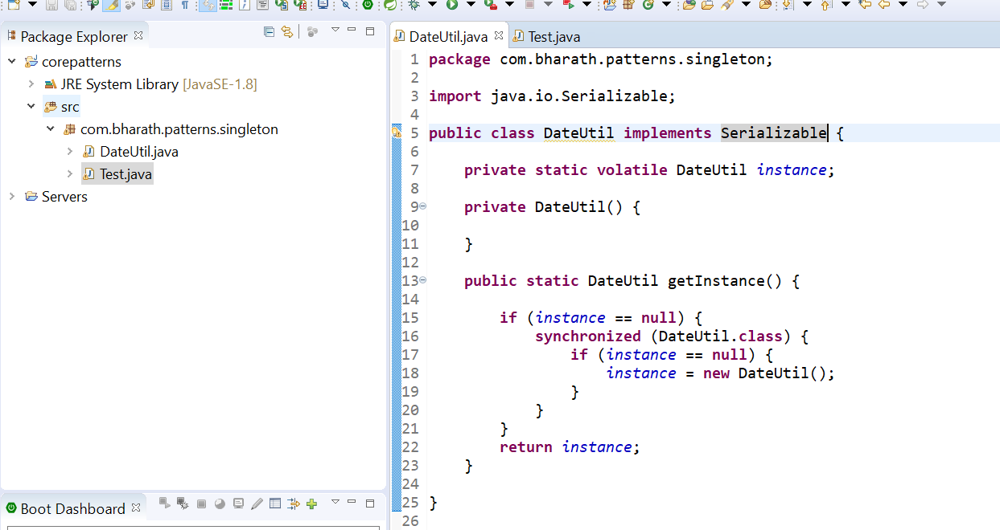 Package Explorer
corepatterns
JRE System Library [JavaSE-1.8]
src
com.bharath.patterns.singleton
DateUtil.java
Test.java
Servers
Boot Dashboard
DateUtil.java
Test.java
1 package com.bharath.patterns.singleton;
2
3 import java.io.Serializable;
4
5 public class DateUtil implements Serializable {
6
7 private static volatile DateUtil instance;
8
9 private DateUtil() {
10
11 }
12
13 public static DateUtil getInstance() {
14
15 if (instance == null) {
16 synchronized (DateUtil.class) {
17 if (instance == null) {
18 instance = new DateUtil();
19 }
20 }
21 }
22 return instance;
23 }
24
25 }
26